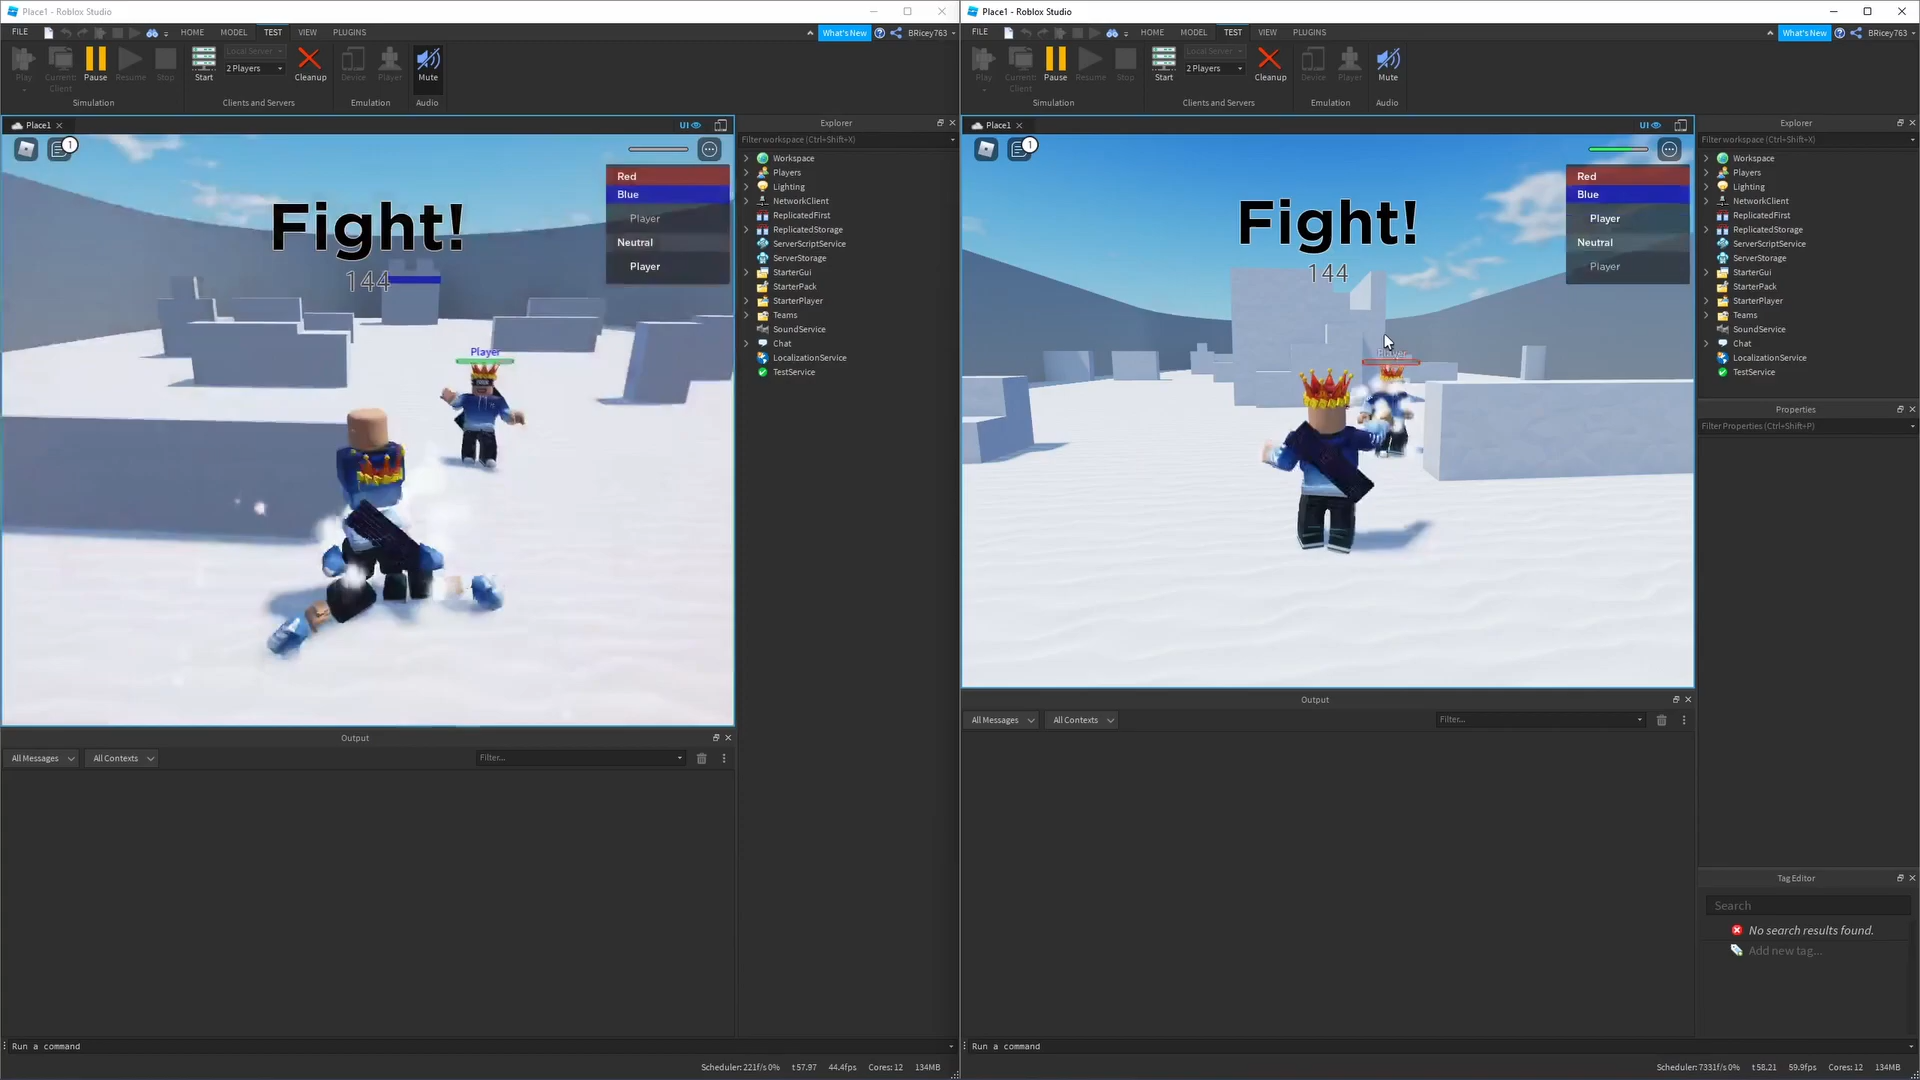 Place1 - Roblox Studio
FILE
HOME
MODEL
TEST
VIEW
PLUGINS
What's New
BRicey763
Play
Current
Client
Pause
Resume
Stop
Start
Local Server
2 Players
Cleanup
Device
Player
Mute
Simulation
Clients and Servers
Emulation
Audio
Place1
UI
1
Fight!
144
Player
Red
Blue
Player
Neutral
Player
Explorer
Filter workspace (Ctrl+Shift+X)
Workspace
Players
Lighting
NetworkClient
ReplicatedFirst
ReplicatedStorage
ServerScriptService
ServerStorage
StarterGui
StarterPack
StarterPlayer
Teams
SoundService
Chat
LocalizationService
TestService
Output
All Messages
All Contexts
Filter...
Run a command
Scheduler: 221f/s 0%
t 57.97
44.4fps
Cores: 12
134MB
Place1 - Roblox Studio
FILE
HOME
MODEL
TEST
VIEW
PLUGINS
What's New
BRicey763
Play
Current
Client
Pause
Resume
Stop
Start
Local Server
2 Players
Cleanup
Device
Player
Mute
Simulation
Clients and Servers
Emulation
Audio
Place1
UI
1
Fight!
144
Player
Red
Blue
Player
Neutral
Player
Explorer
Filter workspace (Ctrl+Shift+X)
Workspace
Players
Lighting
NetworkClient
ReplicatedFirst
ReplicatedStorage
ServerScriptService
ServerStorage
StarterGui
StarterPack
StarterPlayer
Teams
SoundService
Chat
LocalizationService
TestService
Properties
Filter Properties (Ctrl+Shift+P)
Output
All Messages
All Contexts
Filter...
Tag Editor
Search
No search results found.
Add new tag...
Run a command
Scheduler: 7331f/s 0%
t 58.21
59.9fps
Cores: 12
134MB